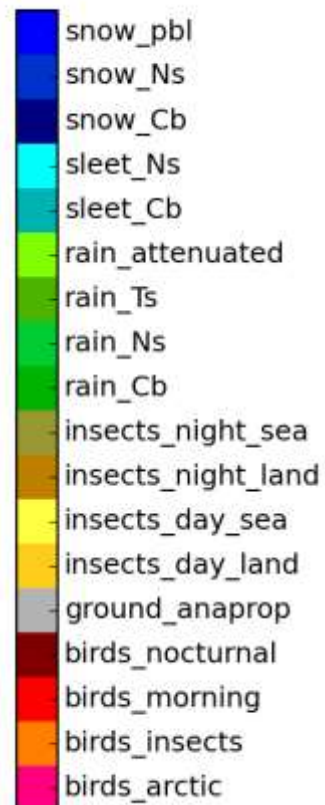 snow_pbl
snow_Ns
snow_Cb
sleet_Ns
sleet_Cb
rain_attenuated
rain_Ts
rain_Ns
rain_Cb
insects_night_sea
insects_night_land
insects_day_sea
insects_day_land
ground_anaprop
birds_nocturnal
birds_morning
birds_insects
birds_arctic